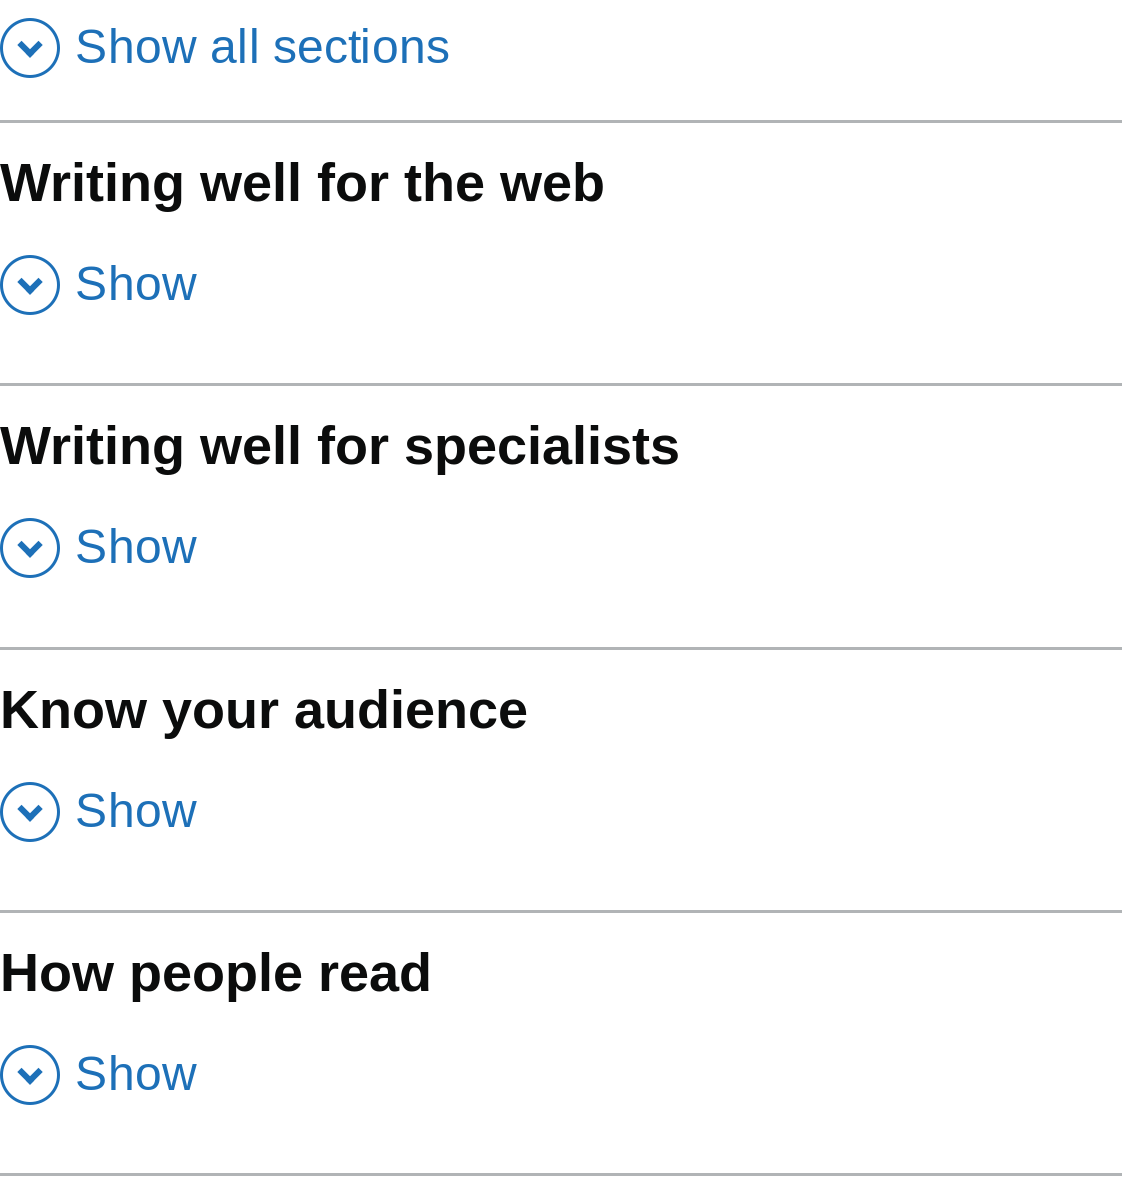 Show all sections
Writing well for the web
Show
Writing well for specialists
Show
Know your audience
Show
How people read
Show